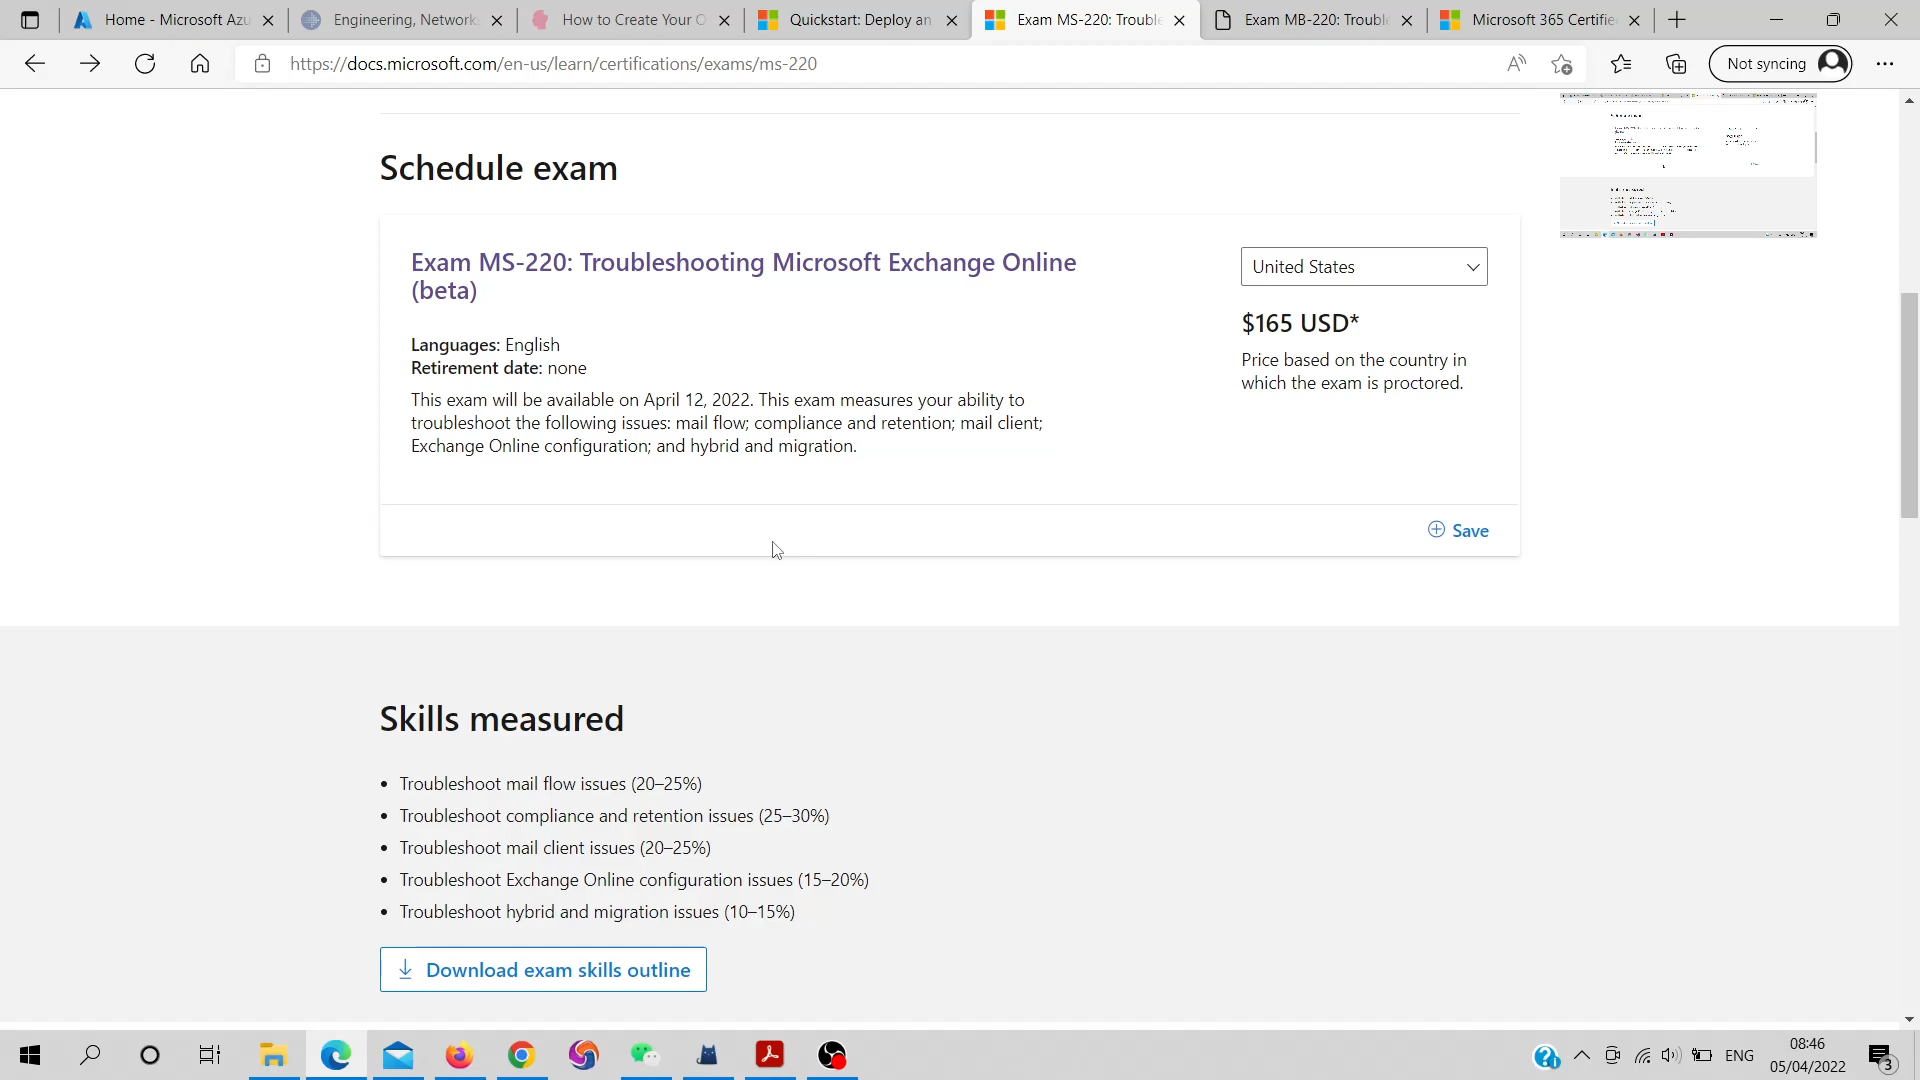 Home - Microsoft Azu
Engineering, Network
How to Create Your O
Quickstart: Deploy an
Exam MS-220: Trouble
Exam MB-220: Trouble
Microsoft 365 Certifie
https://docs.microsoft.com/en-us/learn/certifications/exams/ms-220
Not syncing
Schedule exam
Exam MS-220: Troubleshooting Microsoft Exchange Online
(beta)
United States
$165 USD*
Price based on the country in
which the exam is proctored.
Languages: English
Retirement date: none
This exam will be available on April 12, 2022. This exam measures your ability to
troubleshoot the following issues: mail flow; compliance and retention; mail client;
Exchange Online configuration; and hybrid and migration.
Save
Skills measured
• Troubleshoot mail flow issues (20–25%)
• Troubleshoot compliance and retention issues (25–30%)
• Troubleshoot mail client issues (20–25%)
• Troubleshoot Exchange Online configuration issues (15–20%)
• Troubleshoot hybrid and migration issues (10–15%)
Download exam skills outline
ENG
08:46
05/04/2022
3